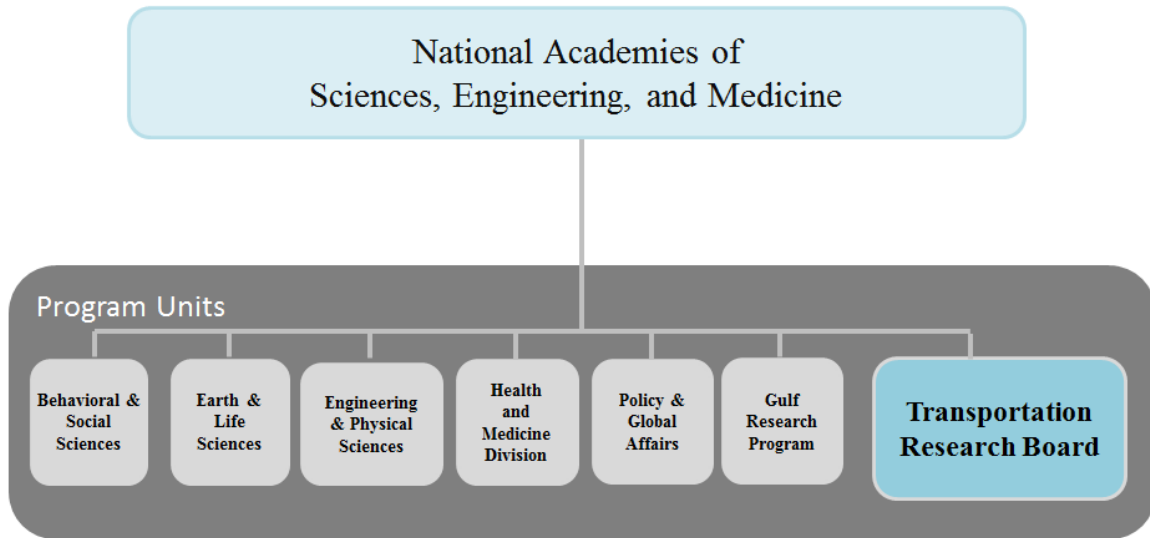 National Academies of
Sciences, Engineering, and Medicine
Program Units
Behavioral &
Social
Sciences
Earth &
Life
Sciences
Engineering
& Physical
Sciences
Health
and
Medicine
Division
Policy &
Global
Affairs
Gulf
Research
Program
Transportation
Research Board